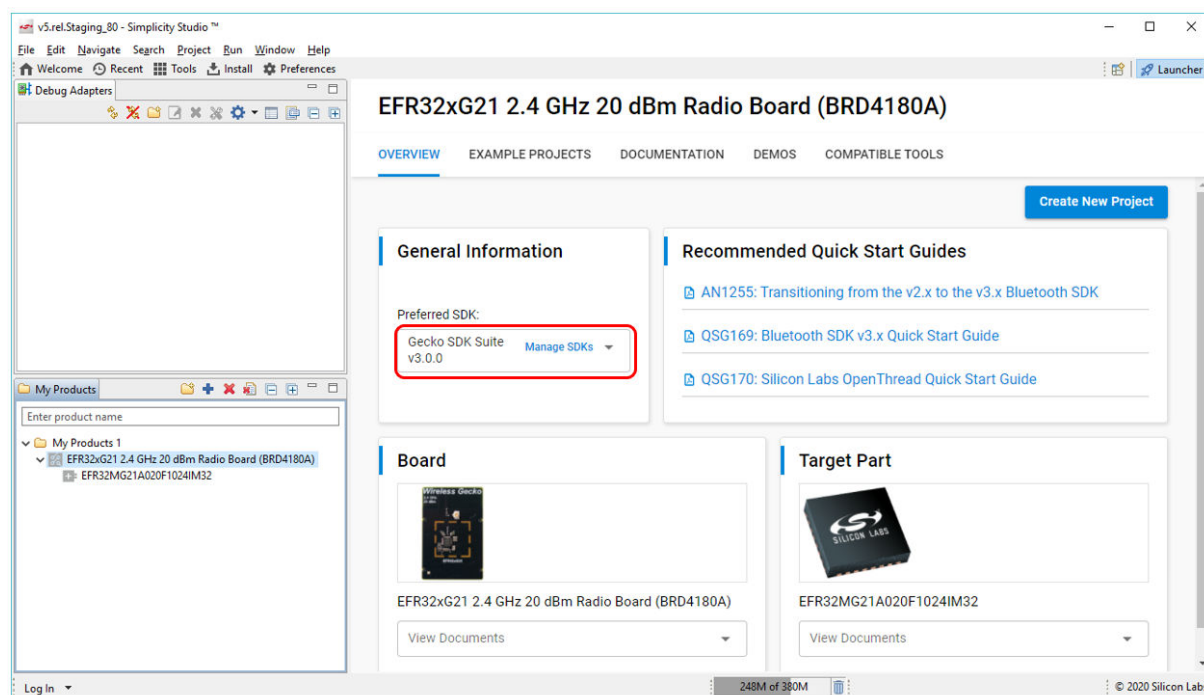 v5.rel.Staging_80 - Simplicity Studio ™
File Edit Navigate Search Project Run Window Help
Welcome Recent Tools Install Preferences
Launcher
Debug Adapters
EFR32xG21 2.4 GHz 20 dBm Radio Board (BRD4180A)
OVERVIEW EXAMPLE PROJECTS DOCUMENTATION DEMOS COMPATIBLE TOOLS
Create New Project
General Information
Preferred SDK:
Gecko SDK Suite
v3.0.0
Manage SDKs
Recommended Quick Start Guides
AN1255: Transitioning from the v2.x to the v3.x Bluetooth SDK
QSG169: Bluetooth SDK v3.x Quick Start Guide
QSG170: Silicon Labs OpenThread Quick Start Guide
My Products
Enter product name
My Products 1
EFR32xG21 2.4 GHz 20 dBm Radio Board (BRD4180A)
EFR32MG21A020F1024IM32
Board
Wireless Gecko
EFR32xG21 2.4 GHz 20 dBm Radio Board (BRD4180A)
View Documents
Target Part
SILICON LABS
EFR32MG21A020F1024IM32
View Documents
Log In
248M of 380M
© 2020 Silicon Lab